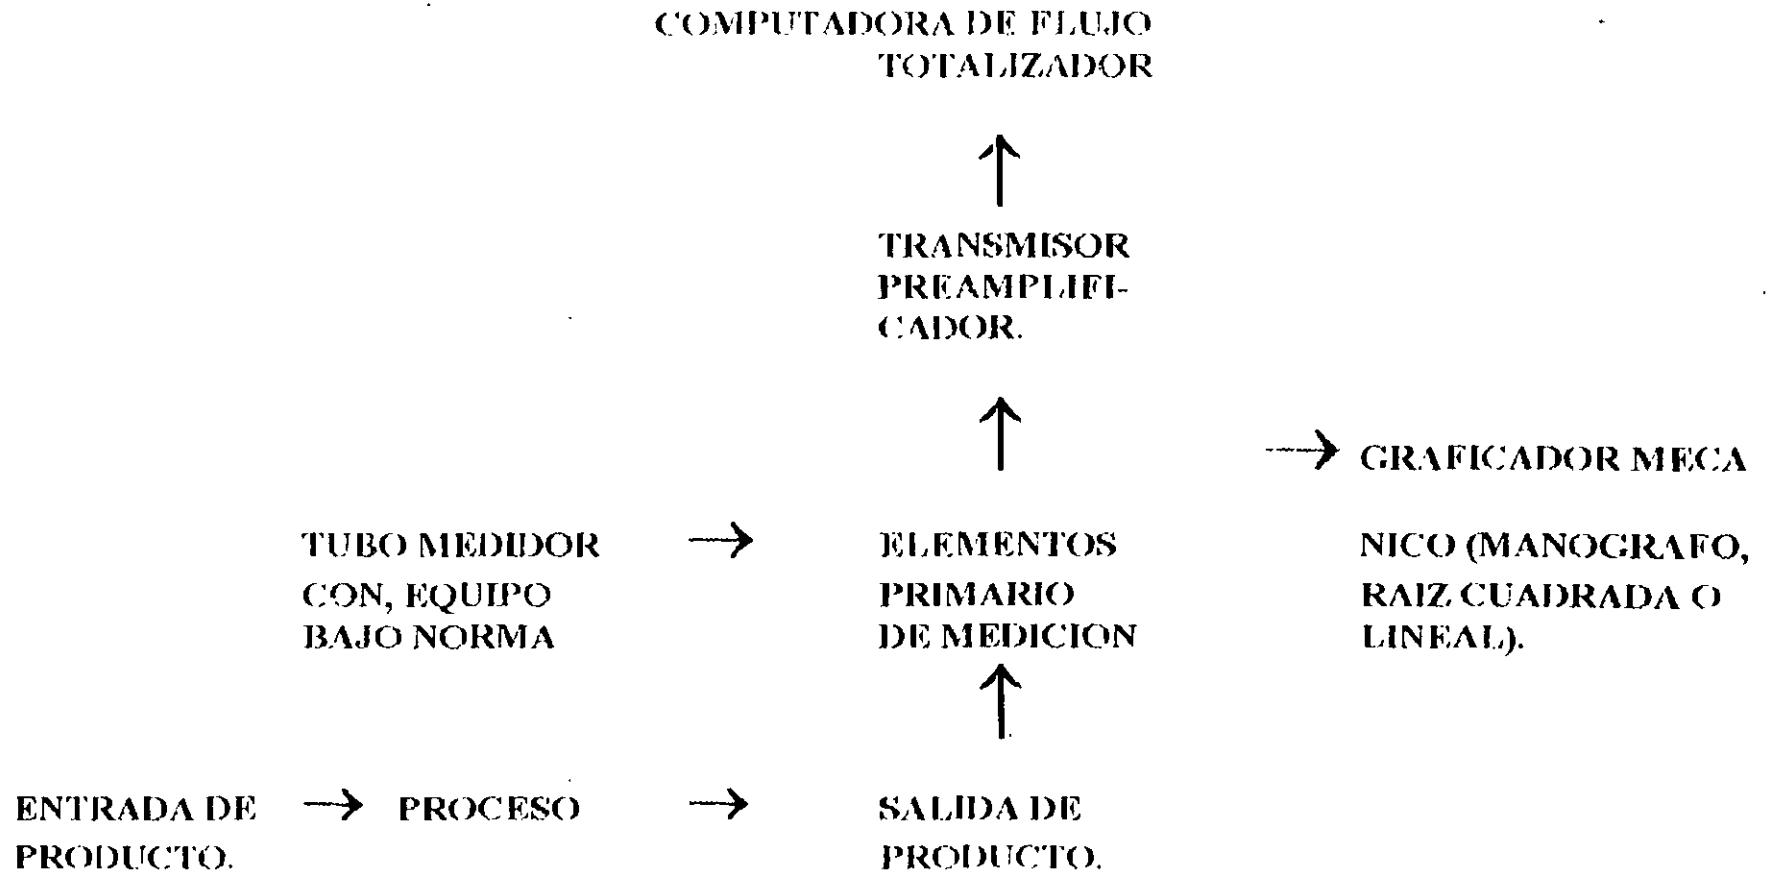 COMPUTADORA DE FLUJO
TOTALIZADOR
TRANSMISOR
PREAMPLIFI-
CADOR.
GRAFICADOR MECA
NICO (MANOGRAFO,
RAIZ CUADRADA O
LINEAL).
TUBO MEDIDOR
CON, EQUIPO
BAJO NORMA
ELEMENTOS
PRIMARIO
DE MEDICION
ENTRADA DE
PRODUCTO.
PROCESO
SALIDA DE
PRODUCTO.